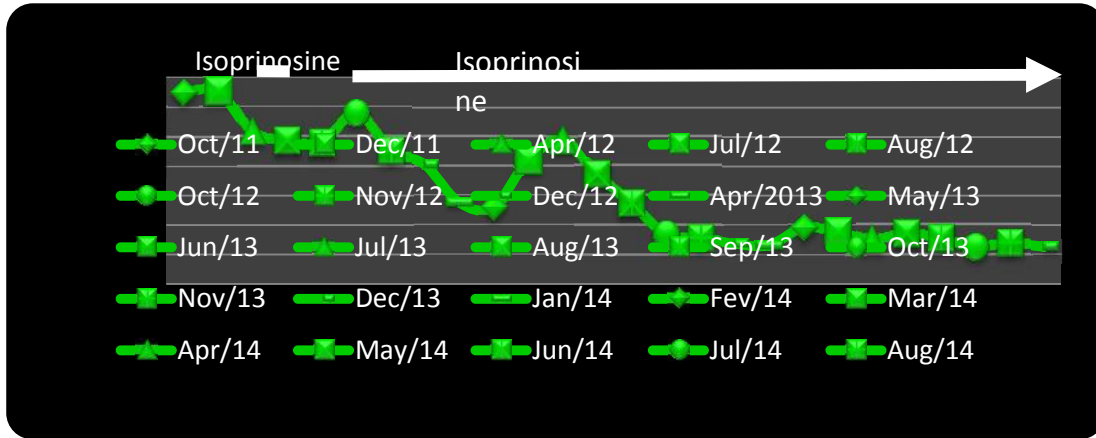 Isoprinosine Isoprinosi
ne
Oct/11 Dec/11 Apr/12 Jul/12 Aug/12
Oct/12 Nov/12 Dec/12 Apr/2013 May/13
Jun/13 Jul/13 Aug/13 Sep/13 Oct/13
Nov/13 Dec/13 Jan/14 Fev/14 Mar/14
Apr/14 May/14 Jun/14 Jul/14 Aug/14